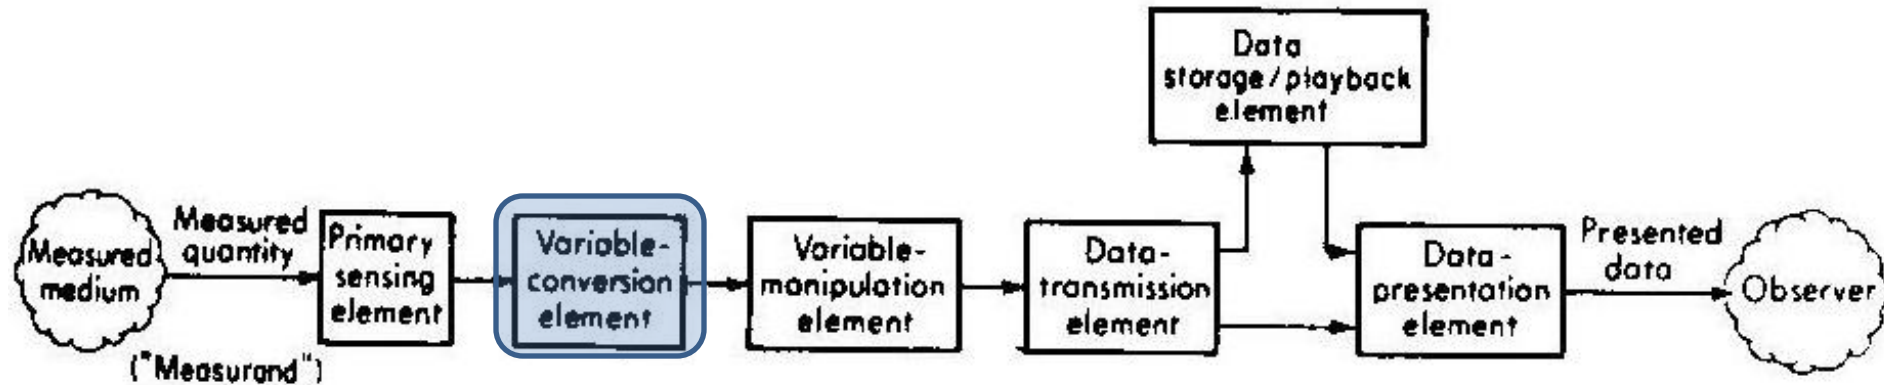 Data
storage/playback
element
Measured
quantity
Measured
medium
("Measurand")
Primary
sensing
element
Variable-
conversion
element
Variable-
manipulation
element
Data-
transmission
element
Data-
presentation
element
Presented
data
Observer